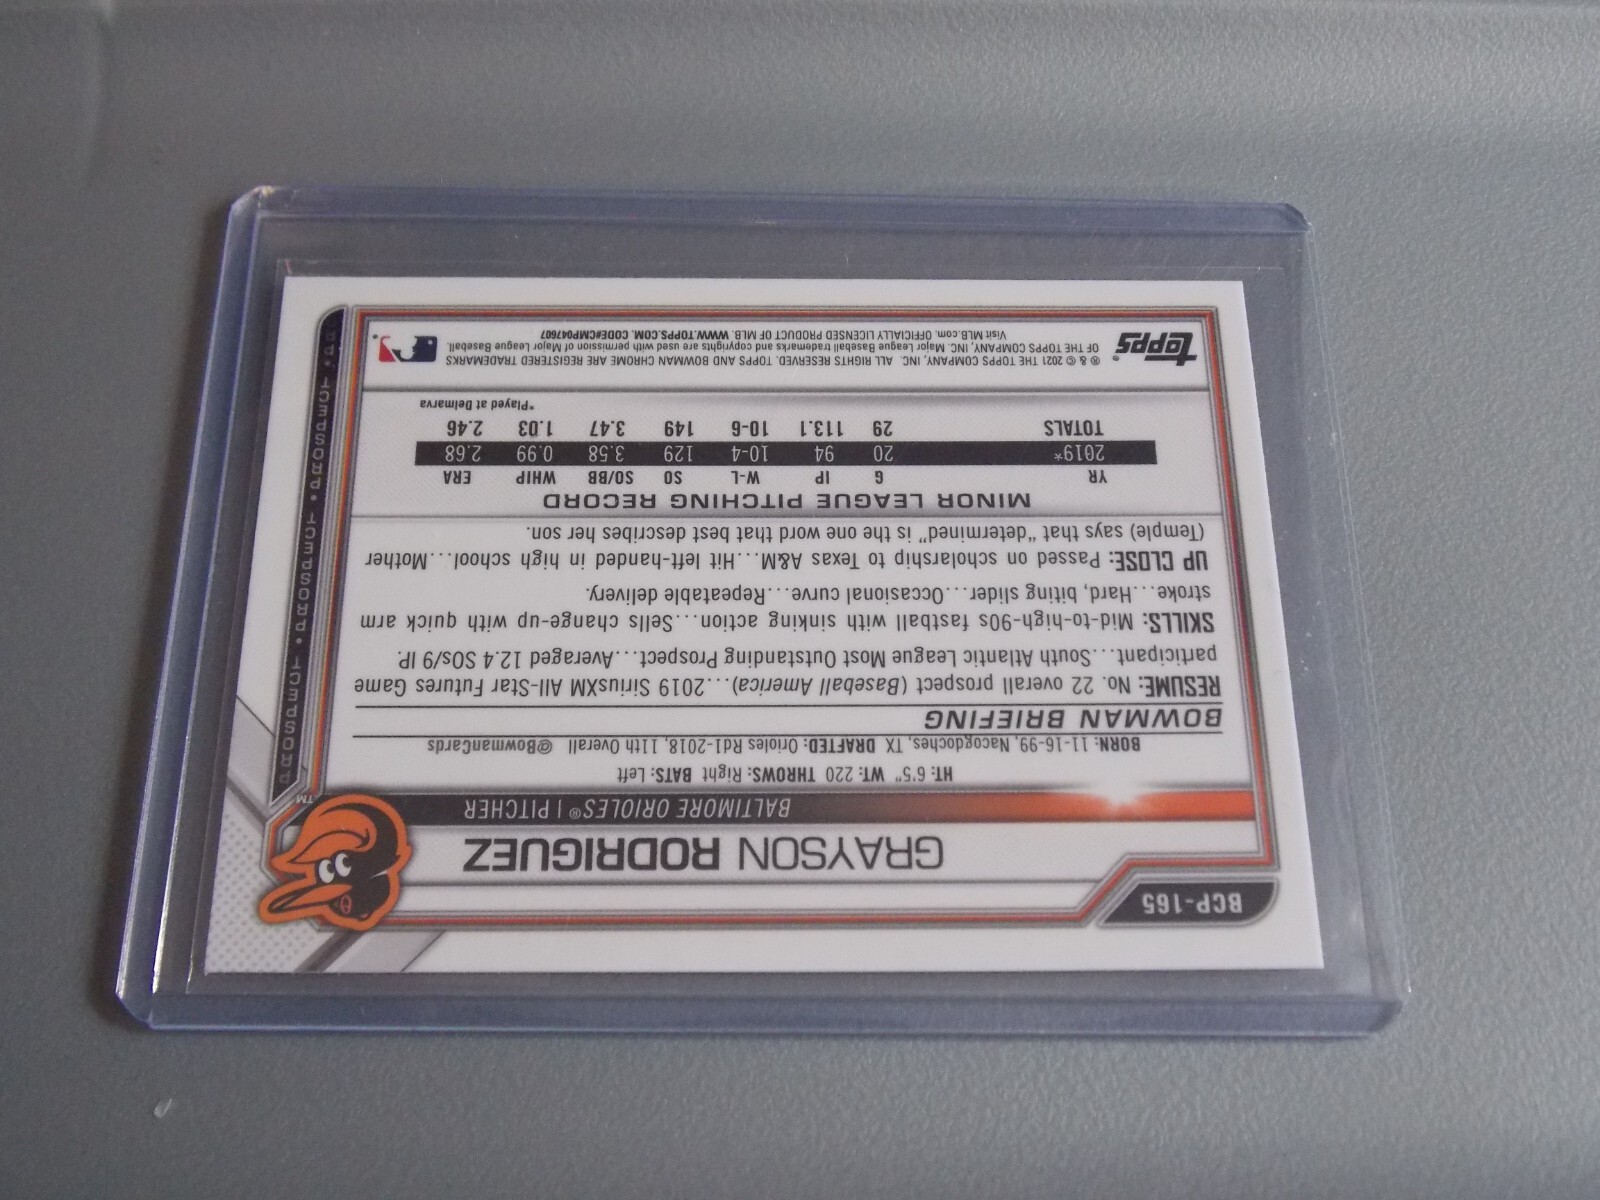 BCP-165
GRAYSON RODRIGUEZ
BALTIMORE ORIOLES® | PITCHER
TM
HT: 6'5" WT: 220 THROWS: Right BATS: Left
BORN: 11-16-99, Nacogdoches, TX DRAFTED: Orioles Rd1-2018, 11th Overall @BowmanCards
BOWMAN BRIEFING
RESUME: No. 22 overall prospect (Baseball America)...2019 SiriusXM All-Star Futures Game
participant...South Atlantic League Most Outstanding Prospect...Averaged 12.4 SOs/9 IP.
SKILLS: Mid-to-high-90s fastball with sinking action...Sells change-up with quick arm
stroke...Hard, biting slider...Occasional curve...Repeatable delivery.
UP CLOSE: Passed on scholarship to Texas A&M...Hit left-handed in high school...Mother
(Temple) says that "determined" is the one word that best describes her son.
MINOR LEAGUE PITCHING RECORD
YR G IP W-L SO SO/BB WHIP ERA
2019* 20 94 10-4 129 3.58 0.99 2.68
TOTALS 29 113.1 10-6 149 3.47 1.03 2.46
*Played at Delmarva
topps®
® & © 2021 THE TOPPS COMPANY, INC. ALL RIGHTS RESERVED. TOPPS AND BOWMAN CHROME ARE REGISTERED TRADEMARKS
OF THE TOPPS COMPANY, INC. Major League Baseball trademarks and copyrights are used with permission of Major League Baseball.
Visit MLB.com. OFFICIALLY LICENSED PRODUCT OF MLB. WWW.TOPPS.COM. CODE#CMP047607
PROSPECT • PROSPECT • PROSPECT •